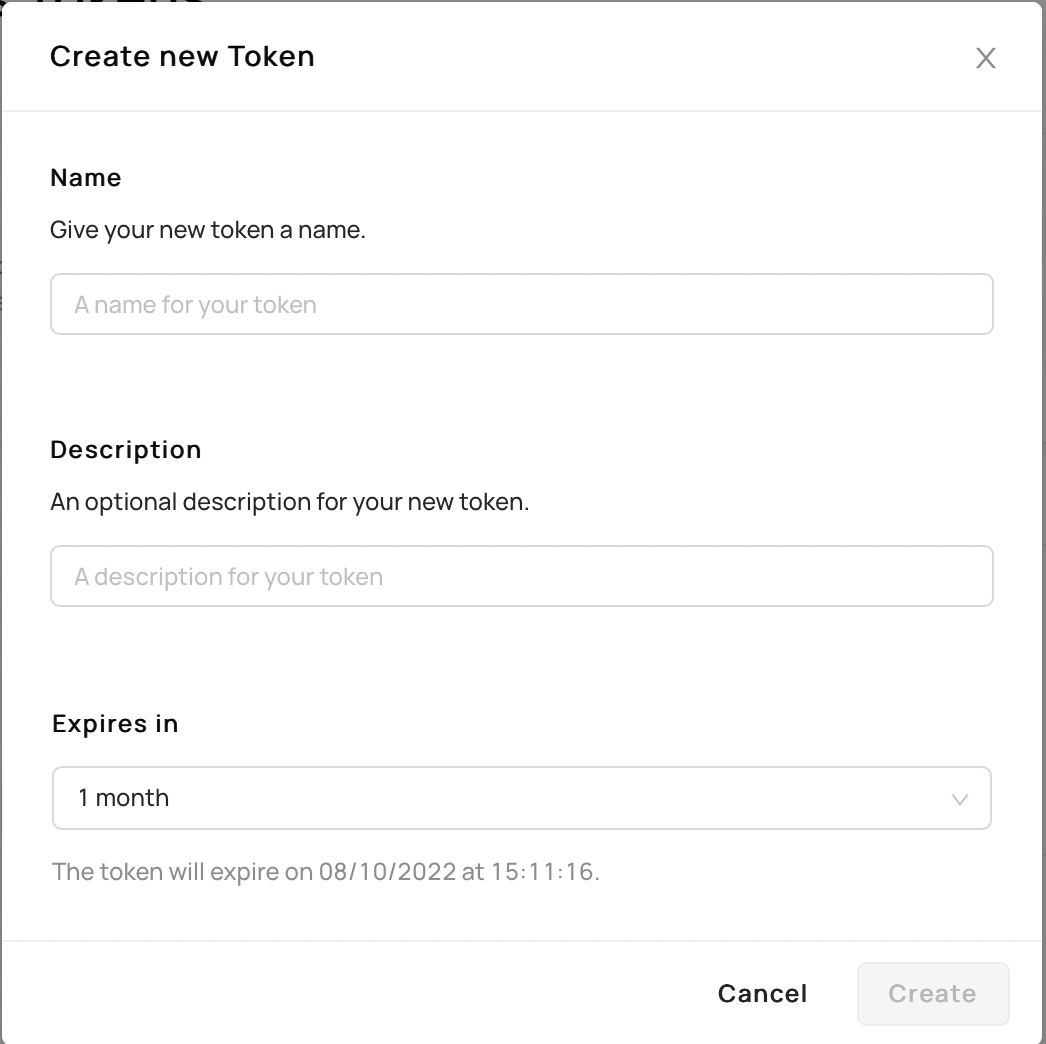 Create new Token
Name
Give your new token a name.
A name for your token
Description
An optional description for your new token.
A description for your token
Expires in
1 month
The token will expire on 08/10/2022 at 15:11:16.
Cancel Create